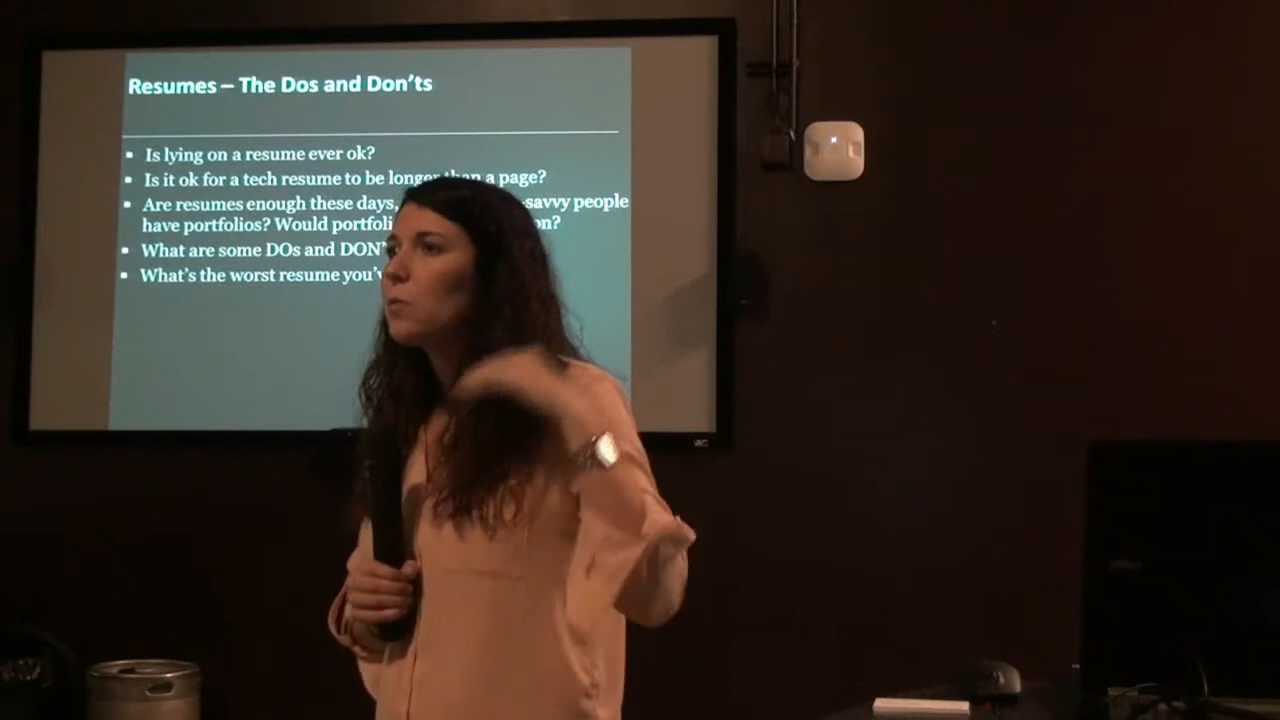 Resumes – The Dos and Don'ts
▪ Is lying on a resume ever ok?
▪ Is it ok for a tech resume to be longer than a page?
▪ Are resumes enough these days, -savvy people
have portfolios? Would portfoli on?
▪ What are some DOs and DON'
▪ What's the worst resume you'v